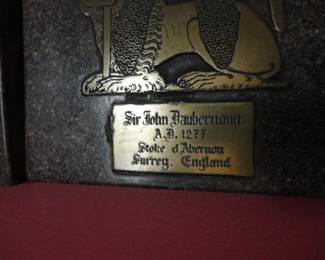 Sir John Daubernoun
A.D. 1277
Stoke d'Abernon
Surrey. England